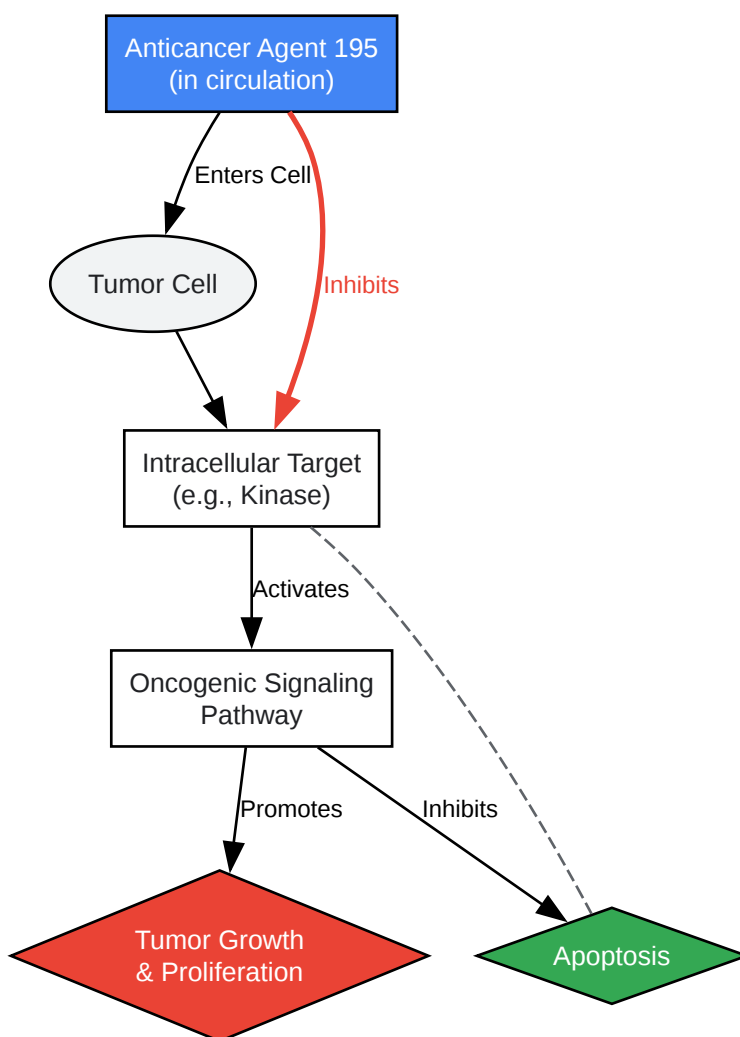 Anticancer Agent 195
(in circulation)
Enters Cell
Tumor Cell
Inhibits
Intracellular Target
(e.g., Kinase)
Activates
Oncogenic Signaling
Pathway
Promotes
Inhibits
Tumor Growth
& Proliferation
Apoptosis